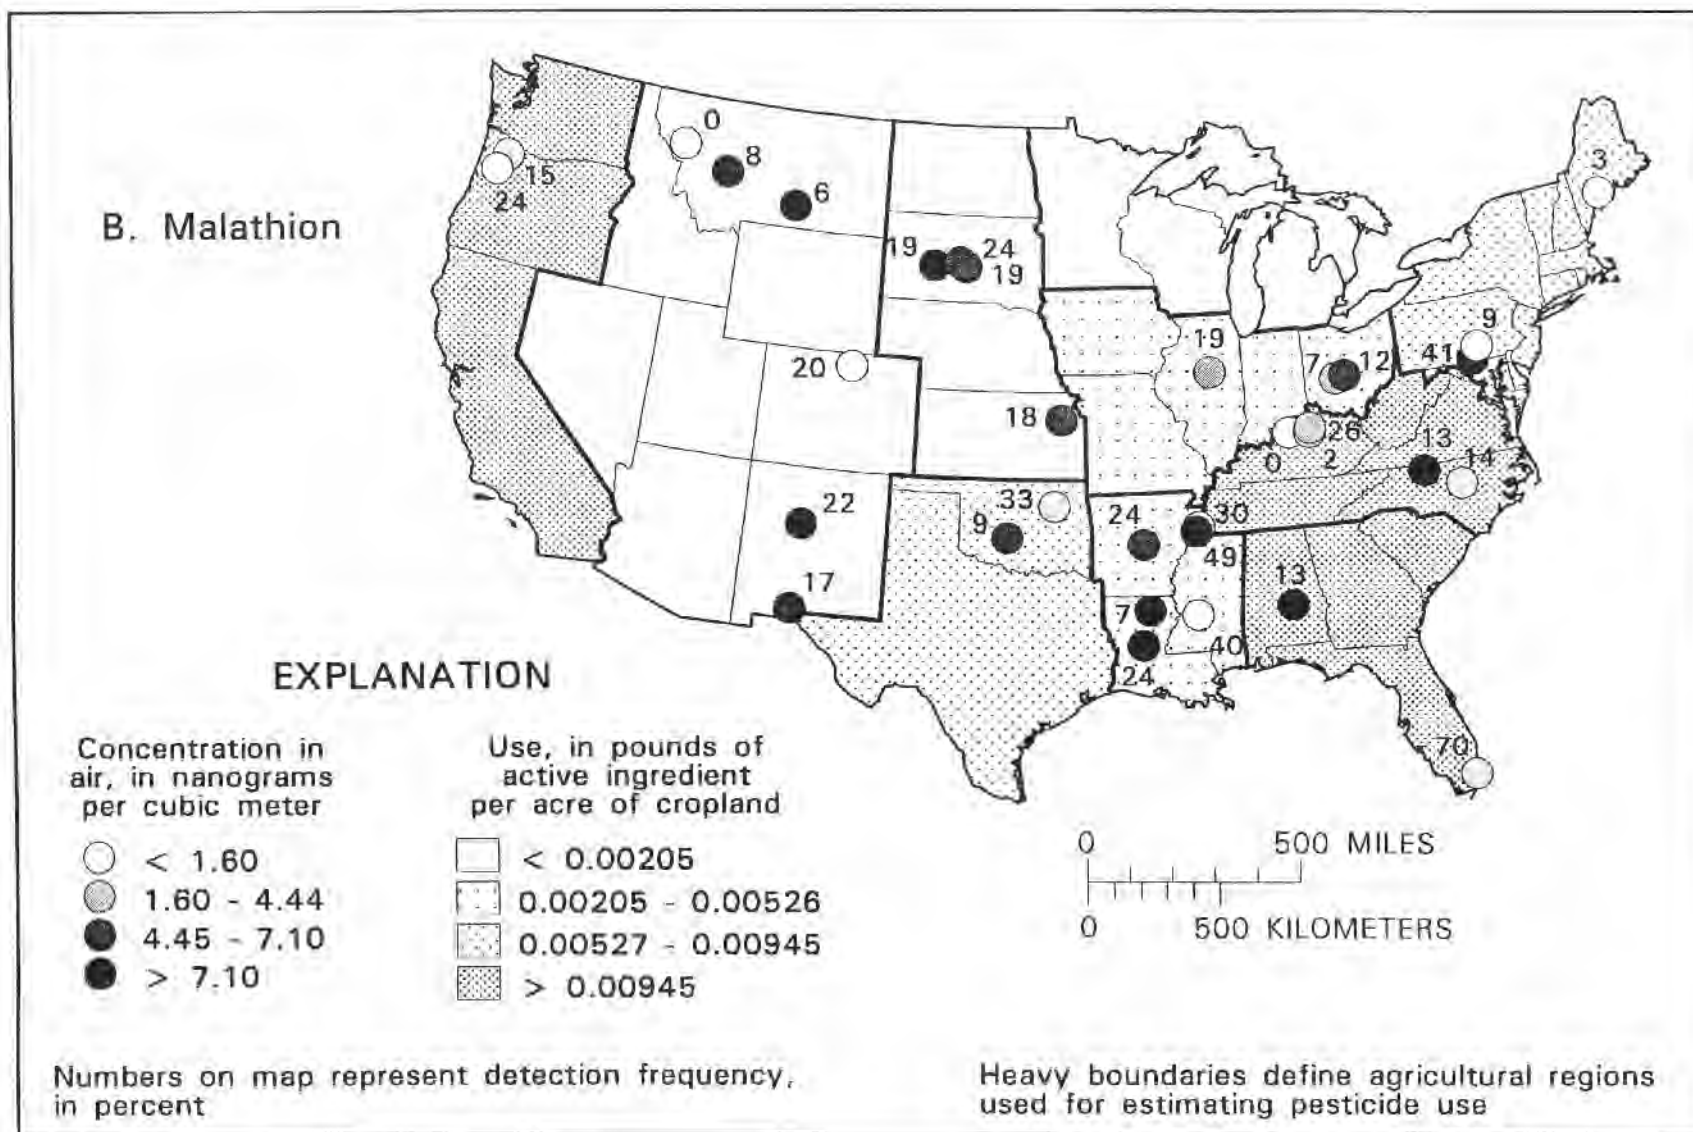 B. Malathion
0
8
6
15
24
19
24
19
20
18
22
17
33
9
24
30
49
7
24
40
13
70
19
7
12
26
0
2
13
14
9
41
3
EXPLANATION
Concentration in
air, in nanograms
per cubic meter
< 1.60
1.60 - 4.44
4.45 - 7.10
> 7.10
Use, in pounds of
active ingredient
per acre of cropland
< 0.00205
0.00205 - 0.00526
0.00527 - 0.00945
> 0.00945
0 500 MILES
0 500 KILOMETERS
Numbers on map represent detection frequency,
in percent
Heavy boundaries define agricultural regions
used for estimating pesticide use